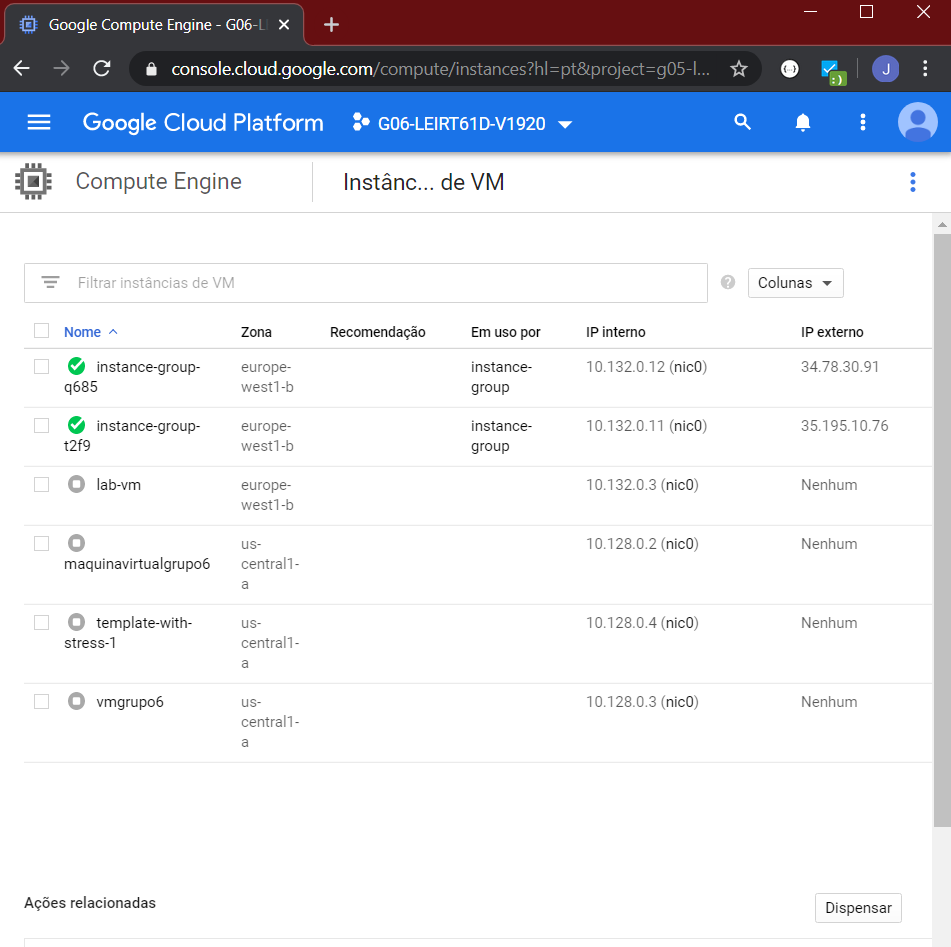 Google Compute Engine - G06-LE
console.cloud.google.com/compute/instances?hl=pt&project=g05-l...
:)
J
Google Cloud Platform
G06-LEIRT61D-V1920
Compute Engine
Instânc... de VM
Filtrar instâncias de VM
?
Colunas
Nome
Zona
Recomendação
Em uso por
IP interno
IP externo
instance-group-
q685
europe-
west1-b
instance-
group
10.132.0.12 (nic0)
34.78.30.91
instance-group-
t2f9
europe-
west1-b
instance-
group
10.132.0.11 (nic0)
35.195.10.76
lab-vm
europe-
west1-b
10.132.0.3 (nic0)
Nenhum
maquinavirtualgrupo6
us-
central1-
a
10.128.0.2 (nic0)
Nenhum
template-with-
stress-1
us-
central1-
a
10.128.0.4 (nic0)
Nenhum
vmgrupo6
us-
central1-
a
10.128.0.3 (nic0)
Nenhum
Ações relacionadas
Dispensar